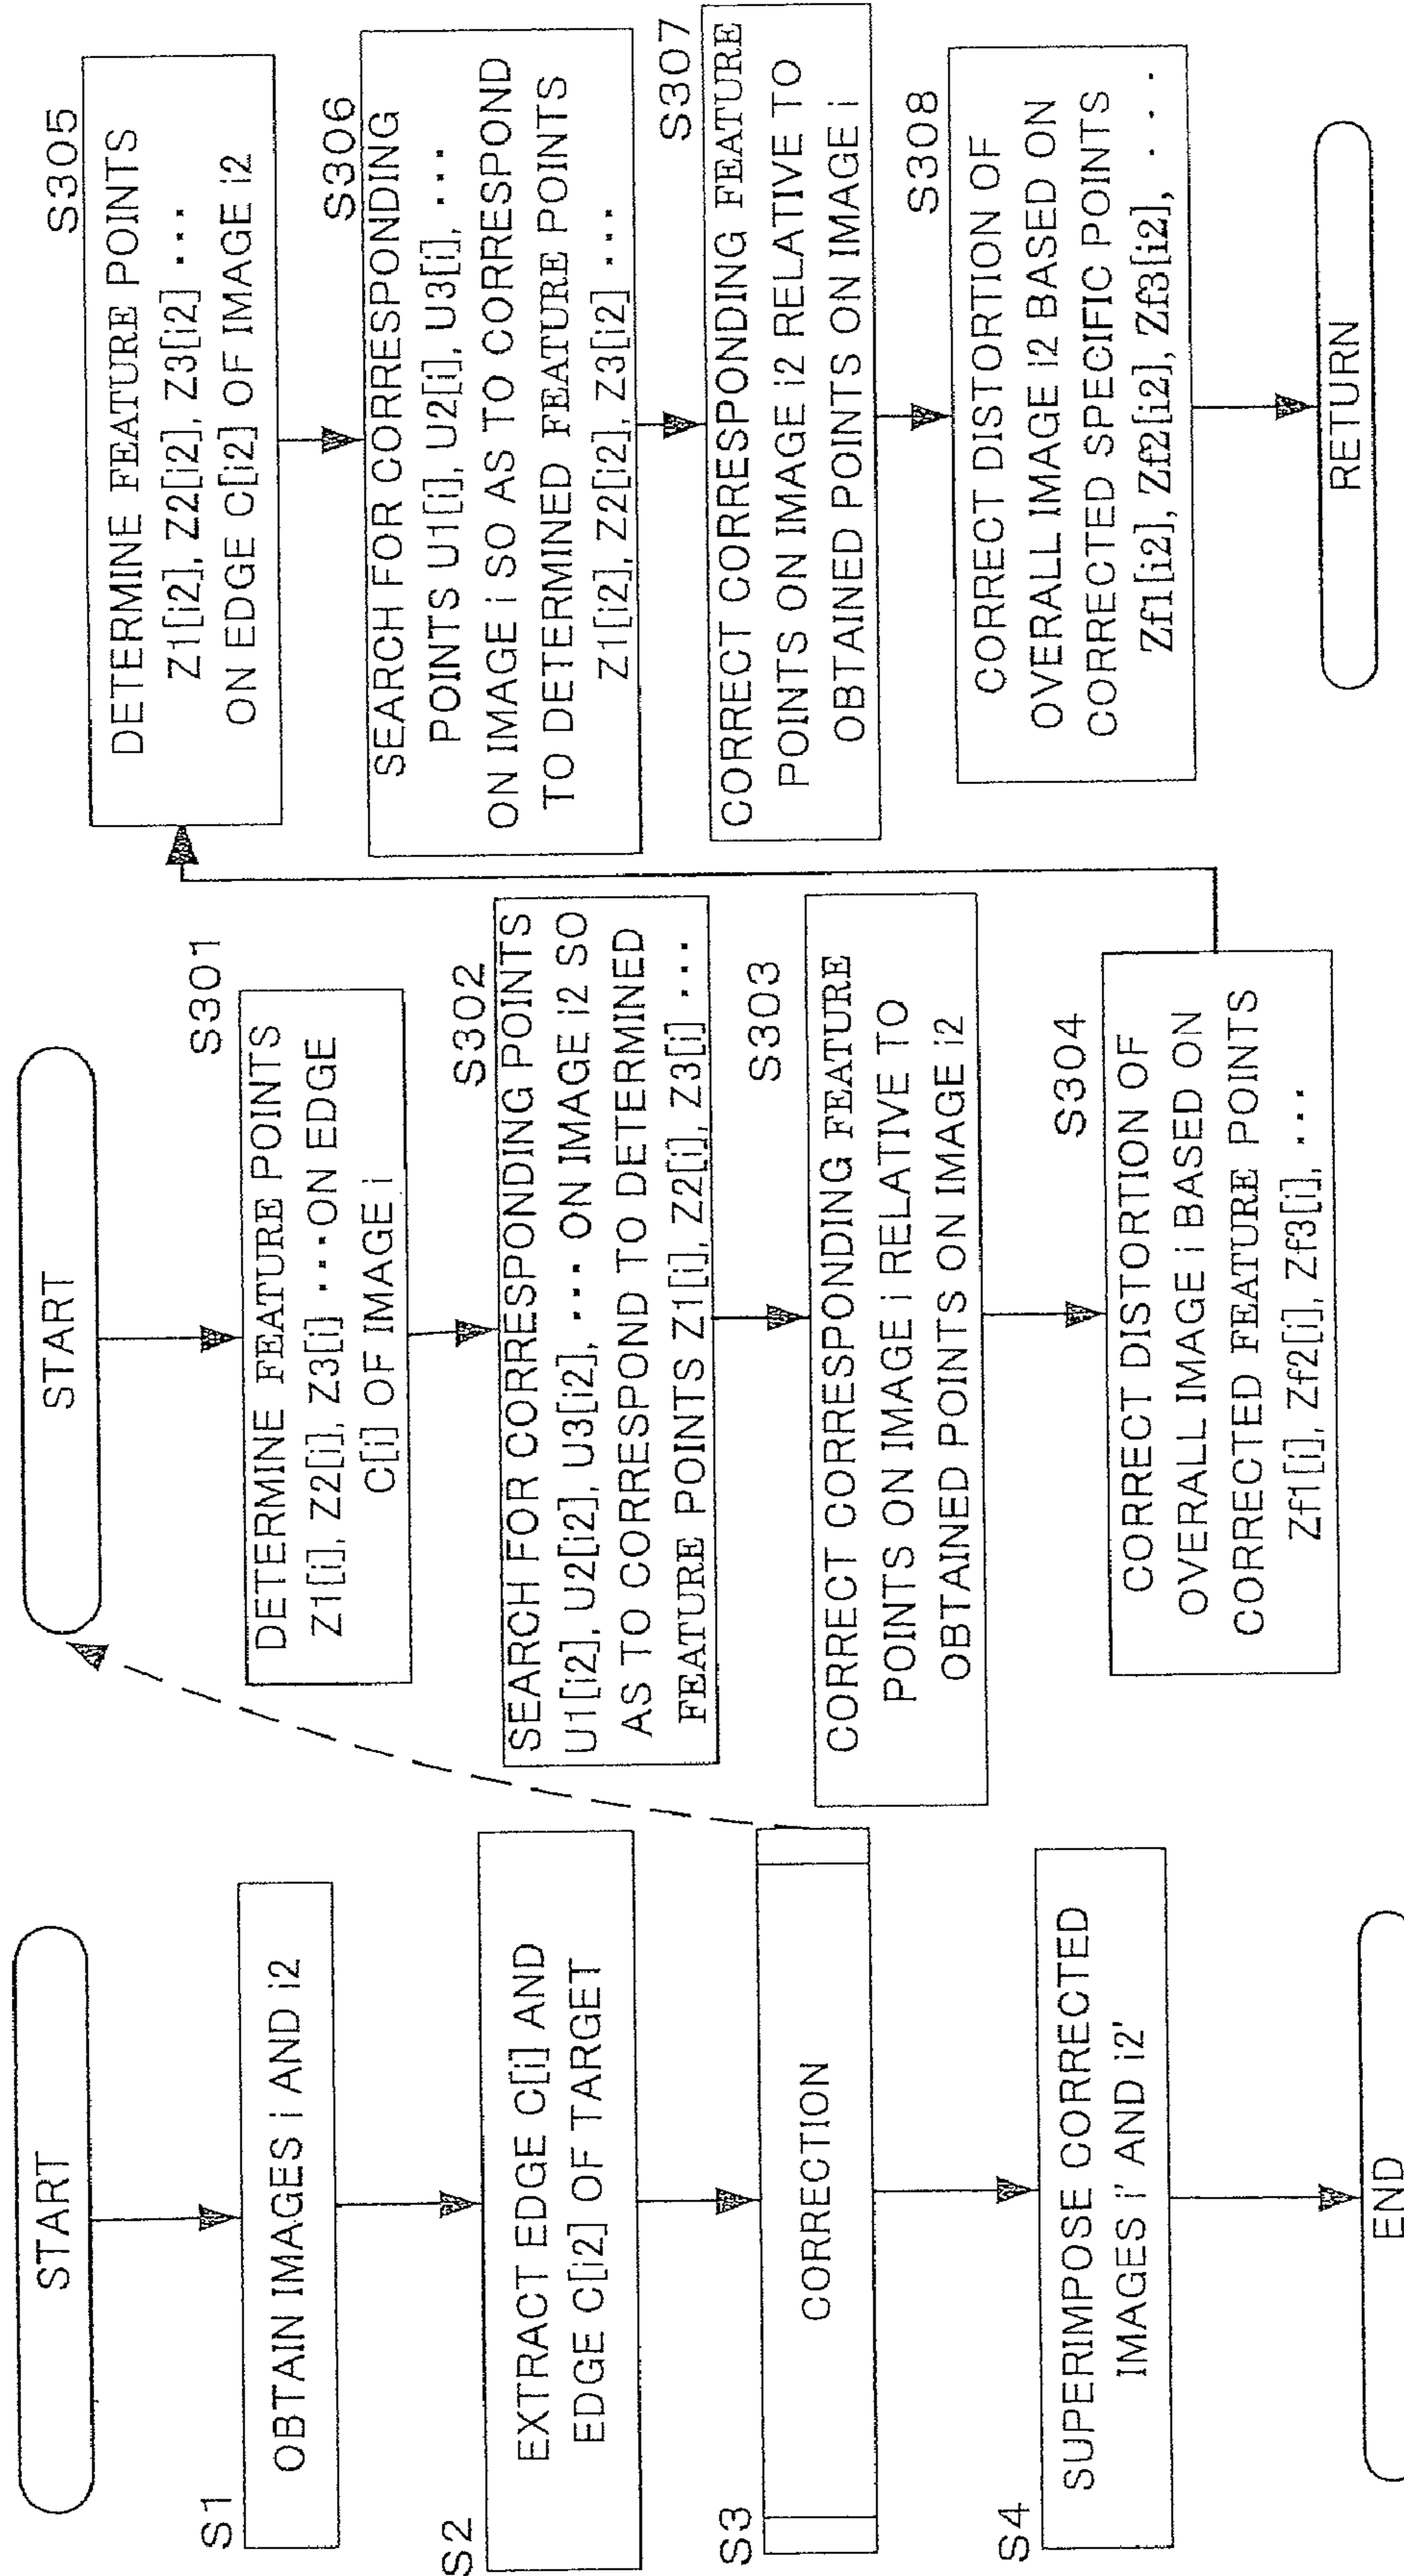 START
S1
OBTAIN IMAGES i AND i2
S2
EXTRACT EDGE C[i] AND
EDGE C[i2] OF TARGET
S3
CORRECTION
S4
SUPERIMPOSE CORRECTED
IMAGES i' AND i2'
END
START
S301
DETERMINE FEATURE POINTS
Z1[i], Z2[i], Z3[i] ··· ON EDGE
C[i] OF IMAGE i
S302
SEARCH FOR CORRESPONDING POINTS
U1[i2], U2[i2], U3[i2], ··· ON IMAGE i2 SO
AS TO CORRESPOND TO DETERMINED
FEATURE POINTS Z1[i], Z2[i], Z3[i] ···
S303
CORRECT CORRESPONDING FEATURE
POINTS ON IMAGE i RELATIVE TO
OBTAINED POINTS ON IMAGE i2
S304
CORRECT DISTORTION OF
OVERALL IMAGE i BASED ON
CORRECTED FEATURE POINTS
Zf1[i], Zf2[i], Zf3[i], ···
S305
DETERMINE FEATURE POINTS
Z1[i2], Z2[i2], Z3[i2] ···
ON EDGE C[i2] OF IMAGE i2
S306
SEARCH FOR CORRESPONDING
POINTS U1[i], U2[i], U3[i], ···
ON IMAGE i SO AS TO CORRESPOND
TO DETERMINED FEATURE POINTS
Z1[i2], Z2[i2], Z3[i2] ···
S307
CORRECT CORRESPONDING FEATURE
POINTS ON IMAGE i2 RELATIVE TO
OBTAINED POINTS ON IMAGE i
S308
CORRECT DISTORTION OF
OVERALL IMAGE i2 BASED ON
CORRECTED SPECIFIC POINTS
Zf1[i2], Zf2[i2], Zf3[i2], · · ·
RETURN